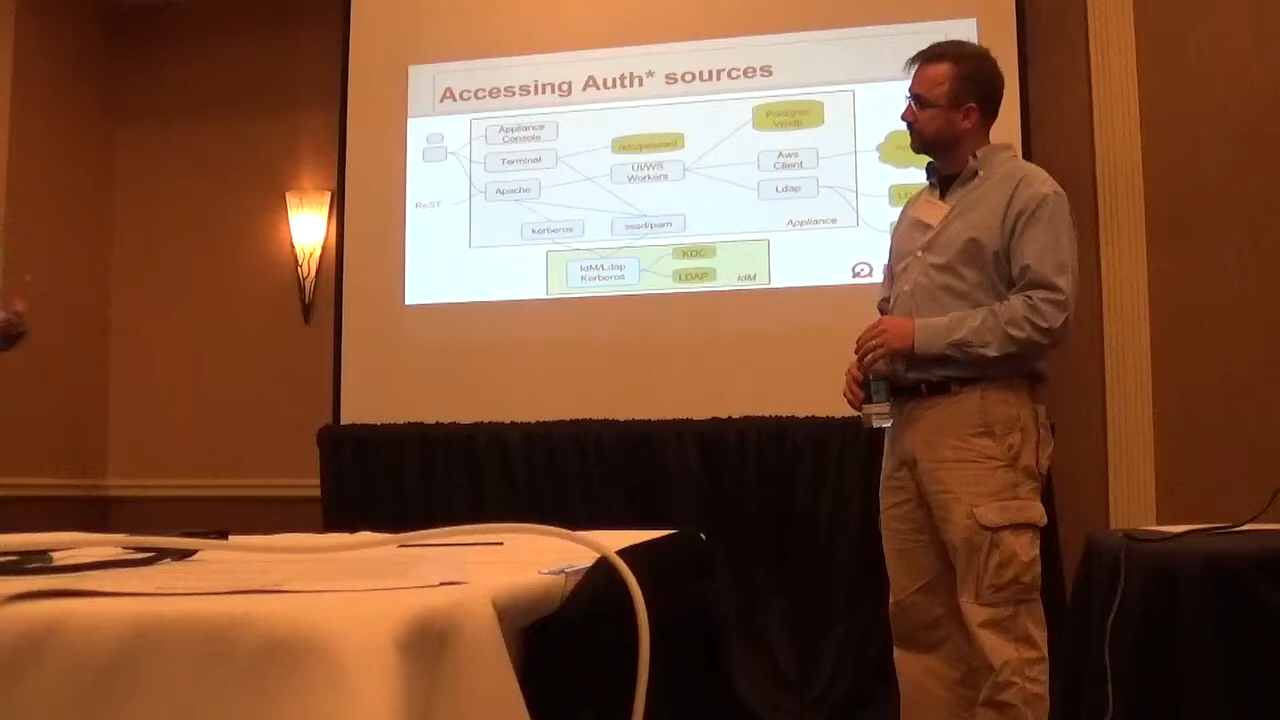 Accessing Auth* sources
Appliance
Console
Terminal
Apache
ReST
kerberos
/etc/passwd
UI/WS
Workers
sssd/pam
Postgres
Vmdb
Aws
Client
Ldap
Appliance
IdM/Ldap
Kerberos
KDC
LDAP
IdM